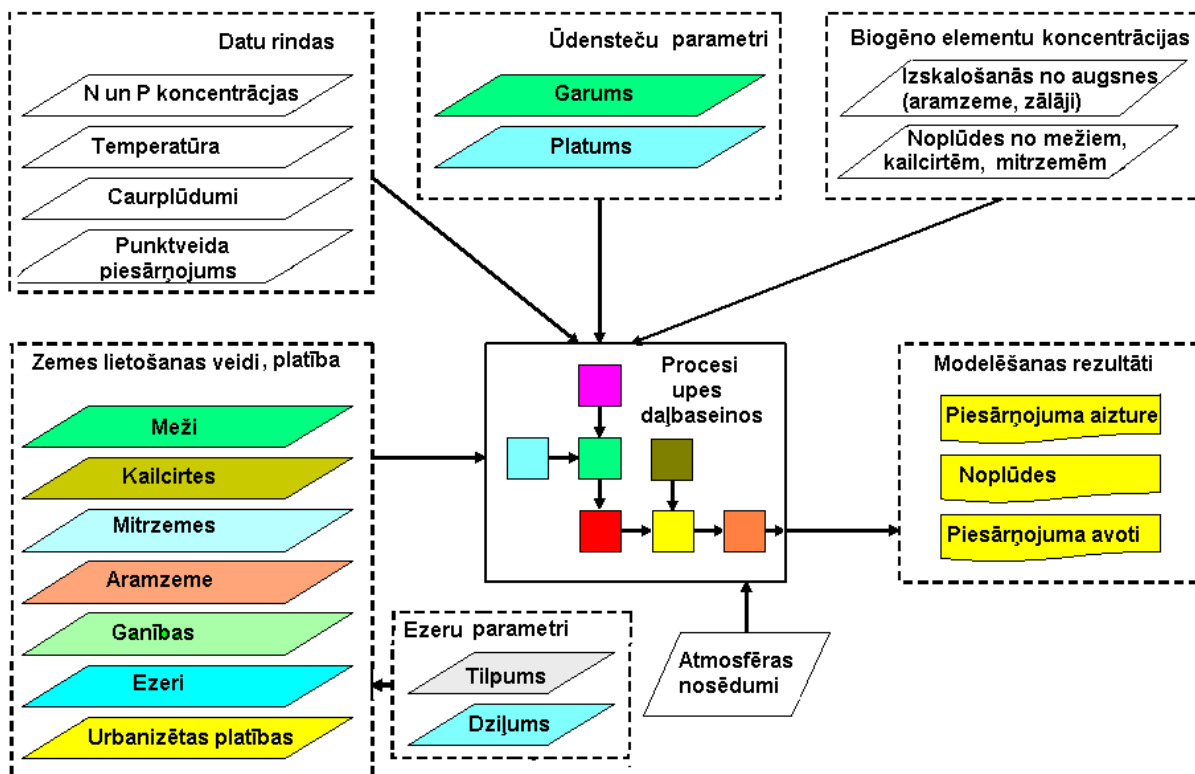 Datu rindas
N un P koncentrācjas
Temperatūra
Caurplūdumi
Punktveida
piesārņojums
Ūdensteču parametri
Garums
Platums
Biogēno elementu koncentrācijas
Izskalošanās no augsnes
(aramzeme, zālāji)
Noplūdes no mežiem,
kailcirtēm, mitrzemēm
Zemes lietošanas veidi, platība
Meži
Kailcirtes
Mitrzemes
Aramzeme
Ganības
Ezeri
Urbanizētas platības
Procesi
upes
daļbaseinos
Ezeru parametri
Tilpums
Dziļums
Atmosfēras
nosēdumi
Modelēšanas rezultāti
Piesārņojuma aizture
Noplūdes
Piesārņojuma avoti